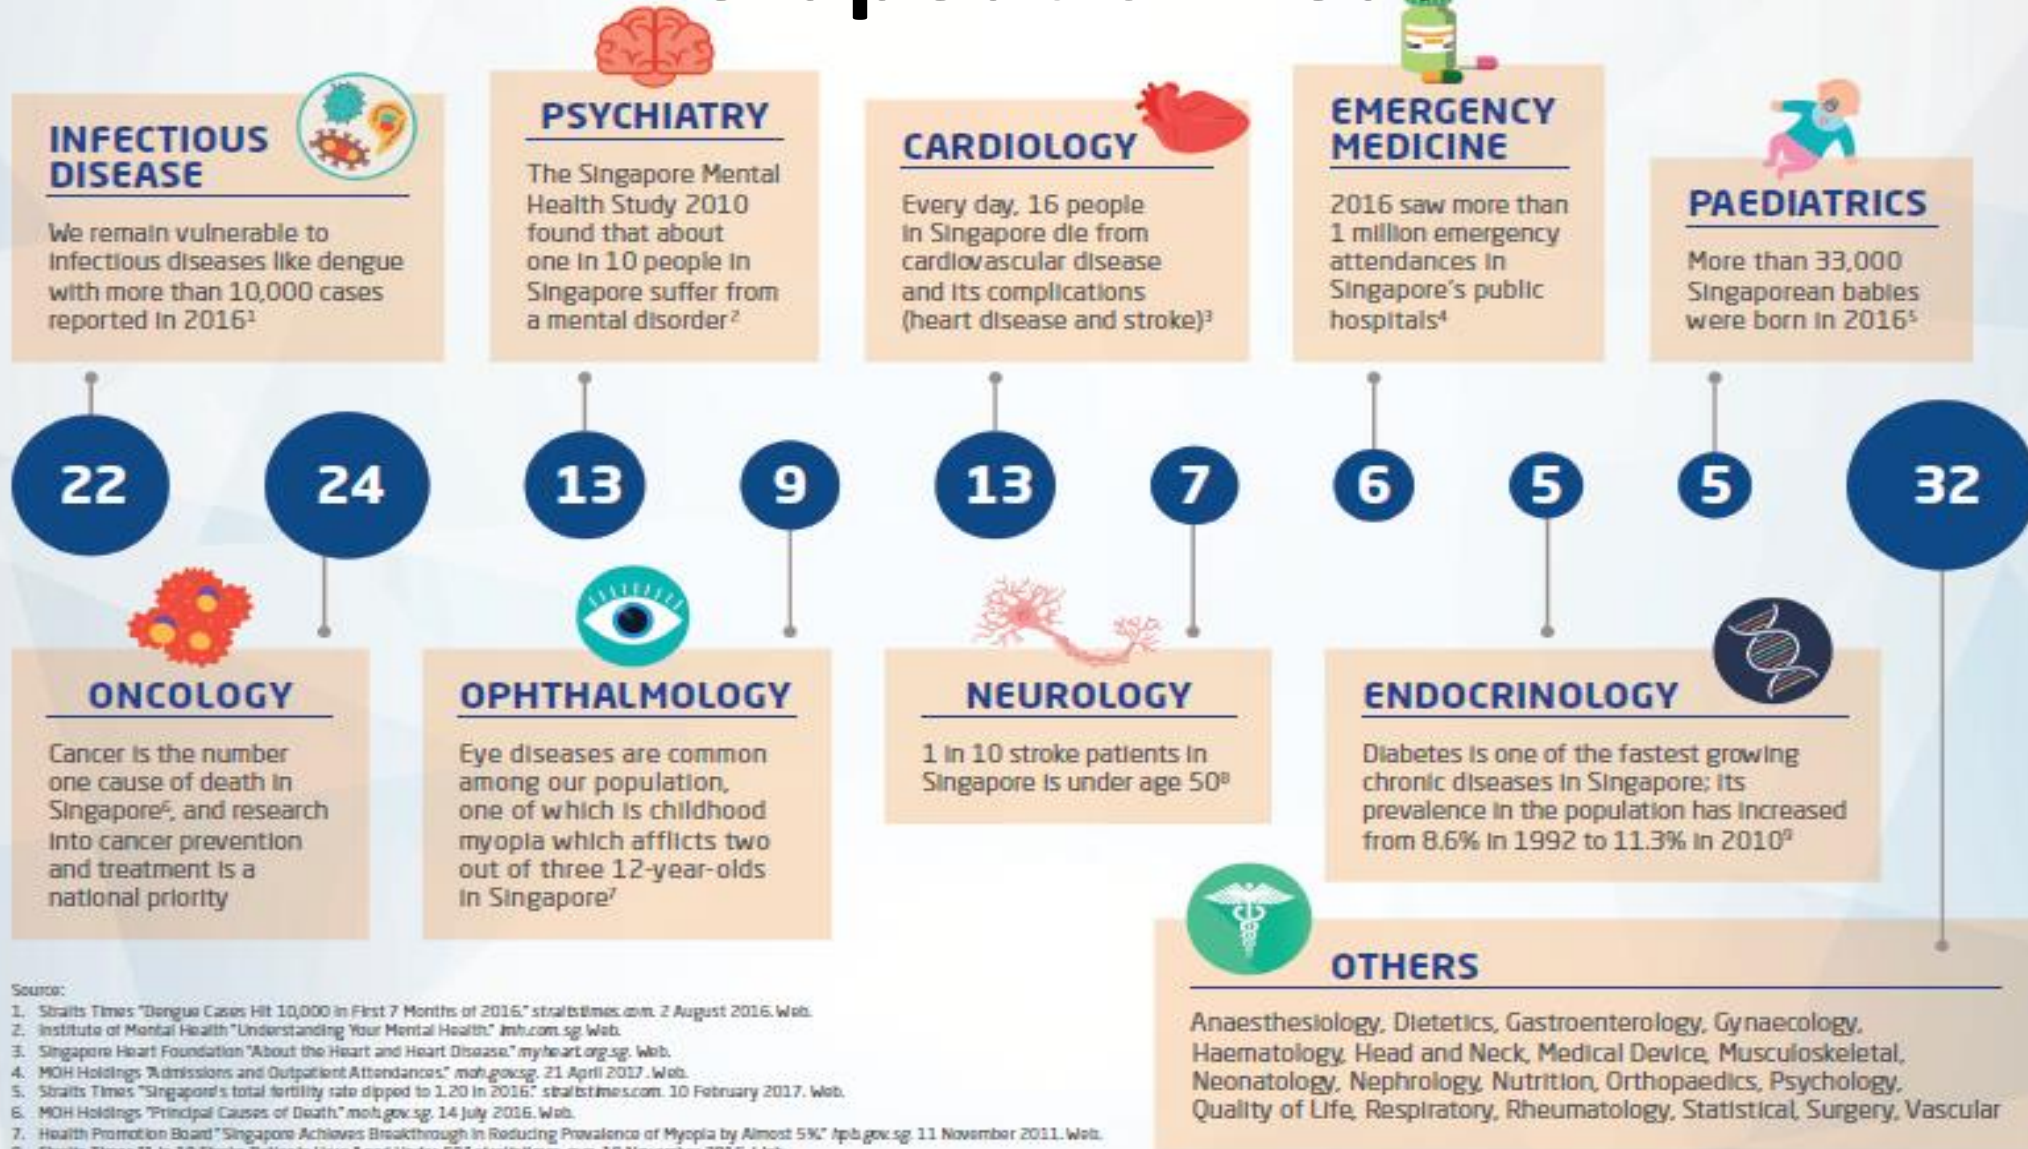 INFECTIOUS
DISEASE
We remain vulnerable to
infectious diseases like dengue
with more than 10,000 cases
reported in 2016¹
PSYCHIATRY
The Singapore Mental
Health Study 2010
found that about
one in 10 people in
Singapore suffer from
a mental disorder²
CARDIOLOGY
Every day, 16 people
in Singapore die from
cardiovascular disease
and its complications
(heart disease and stroke)³
EMERGENCY
MEDICINE
2016 saw more than
1 million emergency
attendances in
Singapore's public
hospitals⁴
PAEDIATRICS
More than 33,000
Singaporean babies
were born in 2016⁵
22
24
13
9
13
7
6
5
5
32
ONCOLOGY
Cancer is the number
one cause of death in
Singapore⁶, and research
into cancer prevention
and treatment is a
national priority
OPHTHALMOLOGY
Eye diseases are common
among our population,
one of which is childhood
myopia which afflicts two
out of three 12-year-olds
in Singapore⁷
NEUROLOGY
1 in 10 stroke patients in
Singapore is under age 50⁸
ENDOCRINOLOGY
Diabetes is one of the fastest growing
chronic diseases in Singapore; its
prevalence in the population has increased
from 8.6% in 1992 to 11.3% in 2010⁹
OTHERS
Anaesthesiology, Dietetics, Gastroenterology, Gynaecology,
Haematology, Head and Neck, Medical Device, Musculoskeletal,
Neonatology, Nephrology, Nutrition, Orthopaedics, Psychology,
Quality of Life, Respiratory, Rheumatology, Statistical, Surgery, Vascular
Source:
1. Straits Times "Dengue Cases Hit 10,000 in First 7 Months of 2016." straitstimes.com. 2 August 2016. Web.
2. Institute of Mental Health "Understanding Your Mental Health." imh.com.sg. Web.
3. Singapore Heart Foundation "About the Heart and Heart Disease." myheart.org.sg. Web.
4. MOH Holdings "Admissions and Outpatient Attendances." moh.gov.sg. 21 April 2017. Web.
5. Straits Times "Singapore's total fertility rate dipped to 1.20 in 2016." straitstimes.com. 10 February 2017. Web.
6. MOH Holdings "Principal Causes of Death." moh.gov.sg. 14 July 2016. Web.
7. Health Promotion Board "Singapore Achieves Breakthrough in Reducing Prevalence of Myopia by Almost 5%." hpb.gov.sg. 11 November 2011. Web.